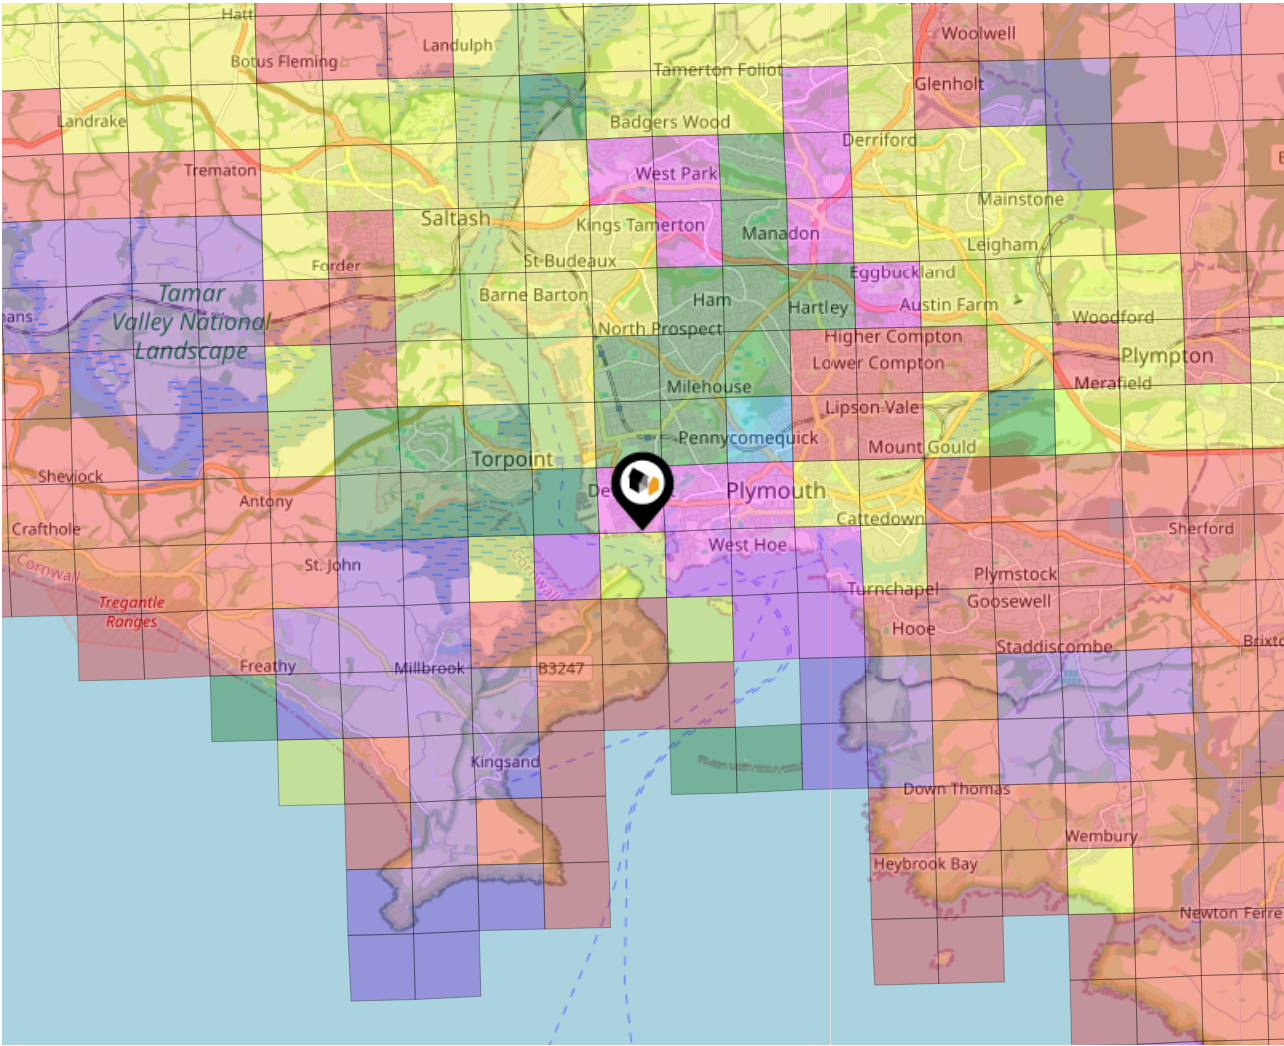 Hatt
Woolwell
Landulph
Botus Fleming
Tamerton Foliot
Glenholt
Landrake
Badgers Wood
Derriford
Trematon
West Park
Mainstone
Saltash
Kings Tamerton
Manadon
Leigham
St Budeaux
Forder
Eggbuckland
Tamar
Valley National
Landscape
Barne Barton
Ham
Hartley
Austin Farm
Woodford
North Prospect
Higher Compton
Plympton
Lower Compton
Milehouse
Merafield
Lipson Vale
Pennycomequick
Mount Gould
Torpoint
Sheviock
Plymouth
Antony
Cattedown
Crafthole
Sherford
West Hoe
Cornwall
Cornwall
St. John
Plymstock
Turnchapel
Goosewell
Tregantle
Ranges
Hooe
Staddiscombe
Freathy
Millbrook
B3247
Kingsand
Down Thomas
Wembury
Heybrook Bay
Newton Ferre